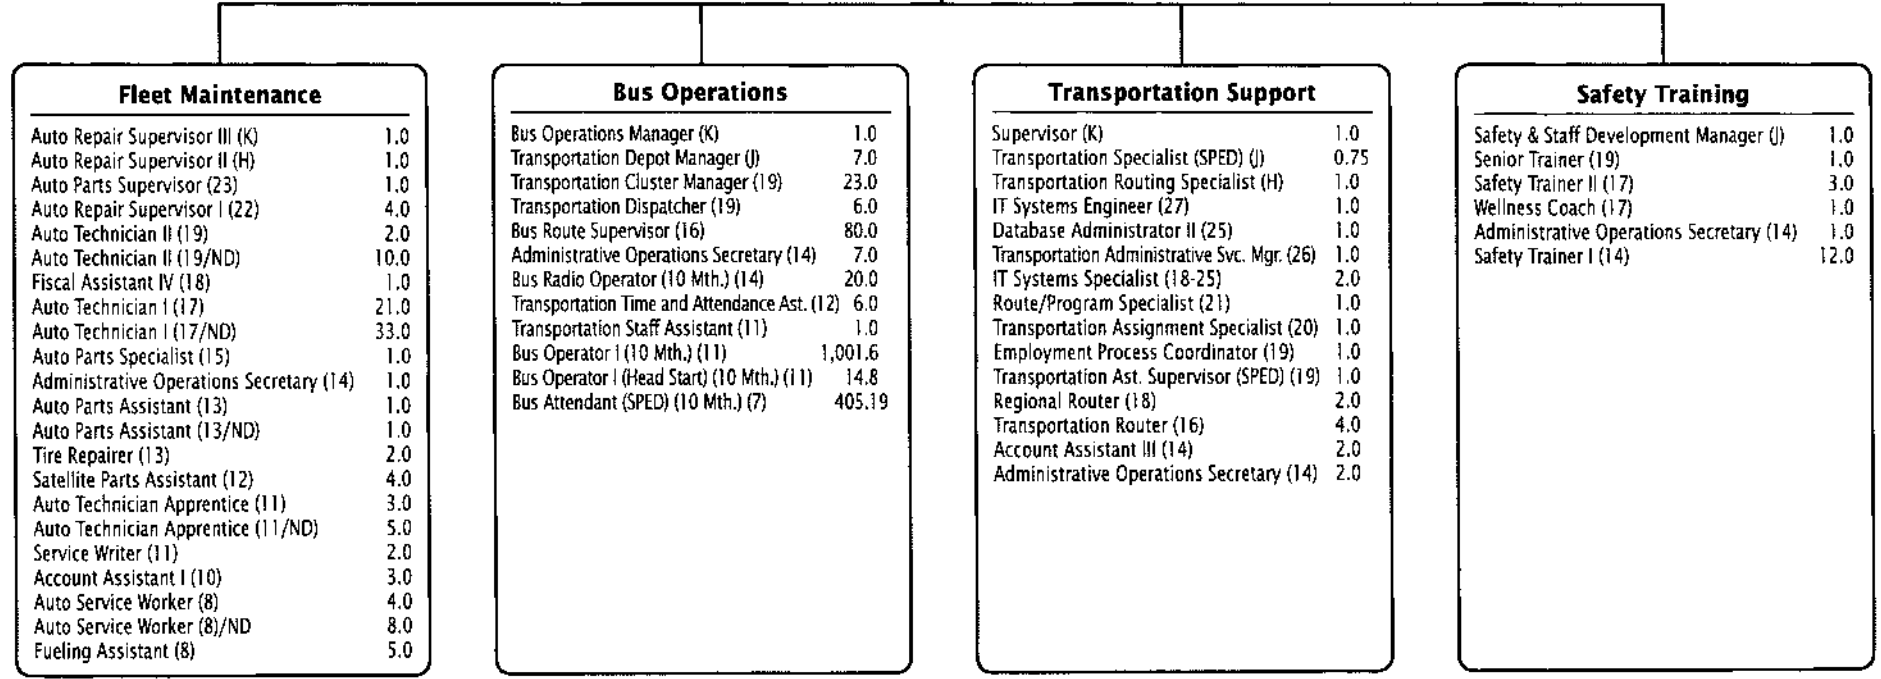 Fleet Maintenance
Auto Repair Supervisor III (K) 1.0
Auto Repair Supervisor II (H) 1.0
Auto Parts Supervisor (23) 1.0
Auto Repair Supervisor I (22) 4.0
Auto Technician II (19) 2.0
Auto Technician II (19/ND) 10.0
Fiscal Assistant IV (18) 1.0
Auto Technician I (17) 21.0
Auto Technician I (17/ND) 33.0
Auto Parts Specialist (15) 1.0
Administrative Operations Secretary (14) 1.0
Auto Parts Assistant (13) 1.0
Auto Parts Assistant (13/ND) 1.0
Tire Repairer (13) 2.0
Satellite Parts Assistant (12) 4.0
Auto Technician Apprentice (11) 3.0
Auto Technician Apprentice (11/ND) 5.0
Service Writer (11) 2.0
Account Assistant I (10) 3.0
Auto Service Worker (8) 4.0
Auto Service Worker (8)/ND 8.0
Fueling Assistant (8) 5.0
Bus Operations
Bus Operations Manager (K) 1.0
Transportation Depot Manager (J) 7.0
Transportation Cluster Manager (19) 23.0
Transportation Dispatcher (19) 6.0
Bus Route Supervisor (16) 80.0
Administrative Operations Secretary (14) 7.0
Bus Radio Operator (10 Mth.) (14) 20.0
Transportation Time and Attendance Ast. (12) 6.0
Transportation Staff Assistant (11) 1.0
Bus Operator I (10 Mth.) (11) 1,001.6
Bus Operator I (Head Start) (10 Mth.) (11) 14.8
Bus Attendant (SPED) (10 Mth.) (7) 405.19
Transportation Support
Supervisor (K) 1.0
Transportation Specialist (SPED) (J) 0.75
Transportation Routing Specialist (H) 1.0
IT Systems Engineer (27) 1.0
Database Administrator II (25) 1.0
Transportation Administrative Svc. Mgr. (26) 1.0
IT Systems Specialist (18-25) 2.0
Route/Program Specialist (21) 1.0
Transportation Assignment Specialist (20) 1.0
Employment Process Coordinator (19) 1.0
Transportation Ast. Supervisor (SPED) (19) 1.0
Regional Router (18) 2.0
Transportation Router (16) 4.0
Account Assistant III (14) 2.0
Administrative Operations Secretary (14) 2.0
Safety Training
Safety & Staff Development Manager (J) 1.0
Senior Trainer (19) 1.0
Safety Trainer II (17) 3.0
Wellness Coach (17) 1.0
Administrative Operations Secretary (14) 1.0
Safety Trainer I (14) 12.0